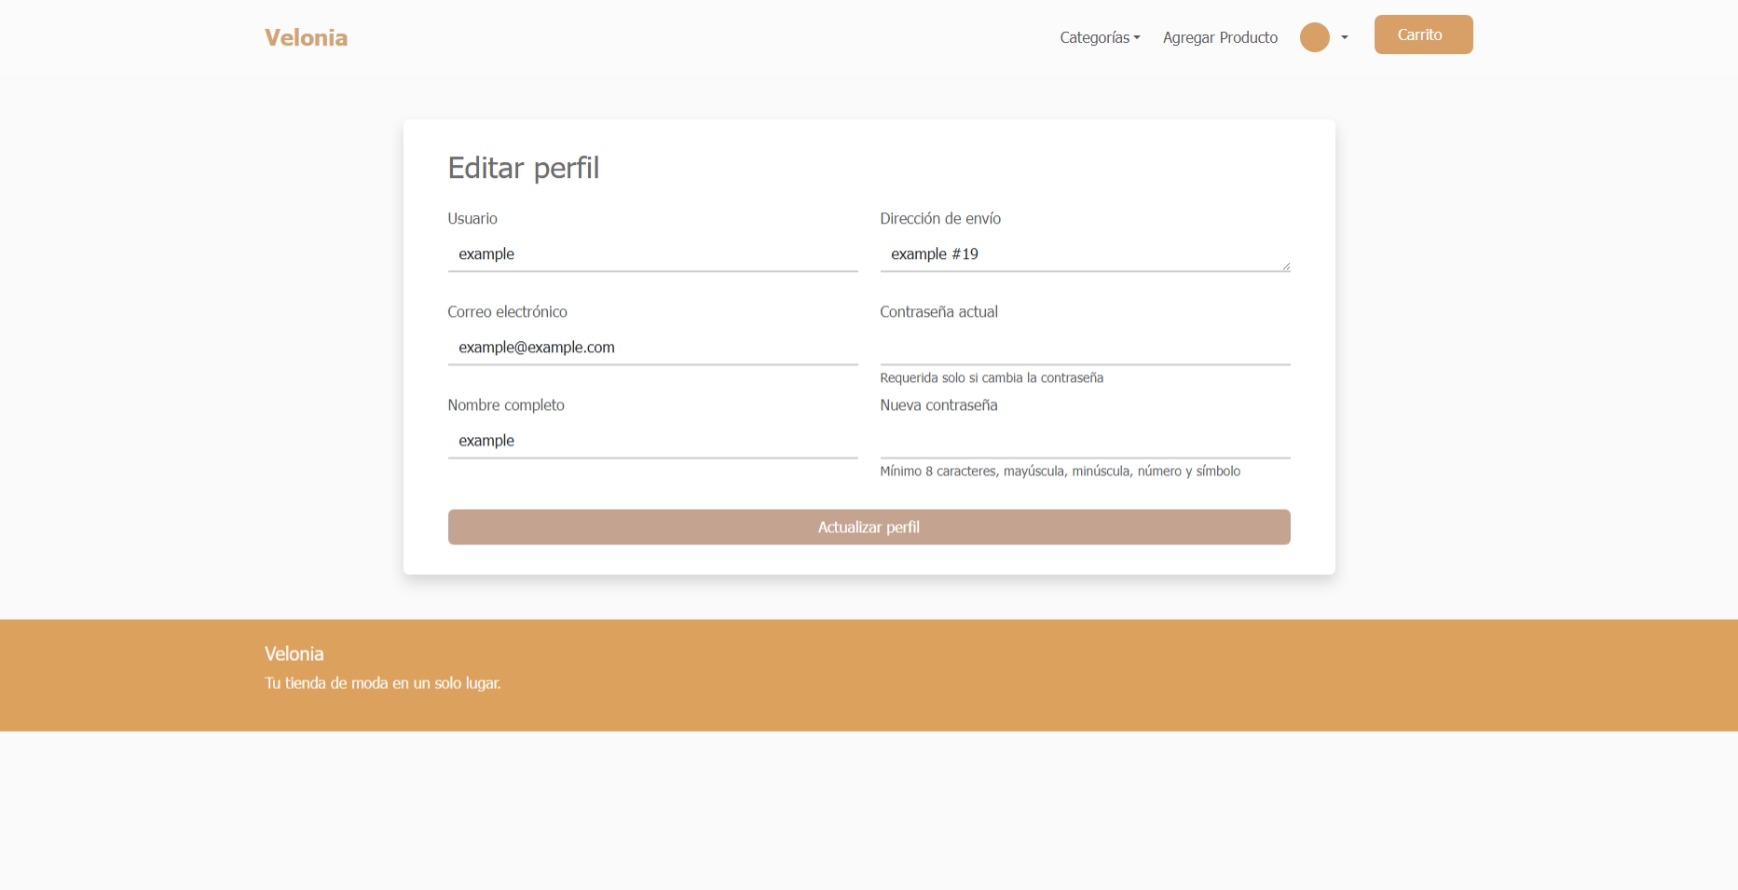 Velonia
Categorías
Agregar Producto
Carrito
Editar perfil
Usuario
example
Dirección de envío
example #19
Correo electrónico
example@example.com
Contraseña actual
Requerida solo si cambia la contraseña
Nombre completo
example
Nueva contraseña
Mínimo 8 caracteres, mayúscula, minúscula, número y símbolo
Actualizar perfil
Velonia
Tu tienda de moda en un solo lugar.